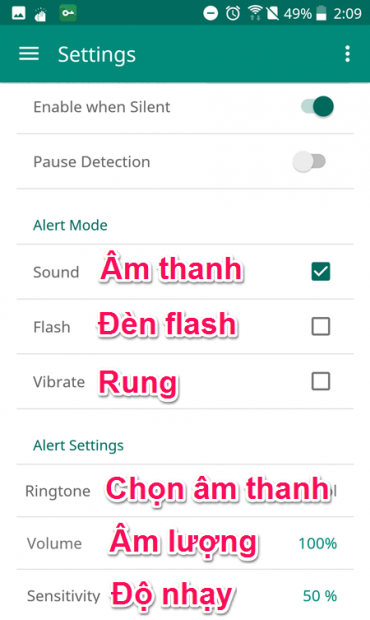 49% 2:09
Settings
Enable when Silent
Pause Detection
Alert Mode
Sound Âm thanh
Flash Đèn flash
Vibrate Rung
Alert Settings
Ringtone Chọn âm thanh
Volume Âm lượng 100%
Sensitivity Độ nhạy 50 %